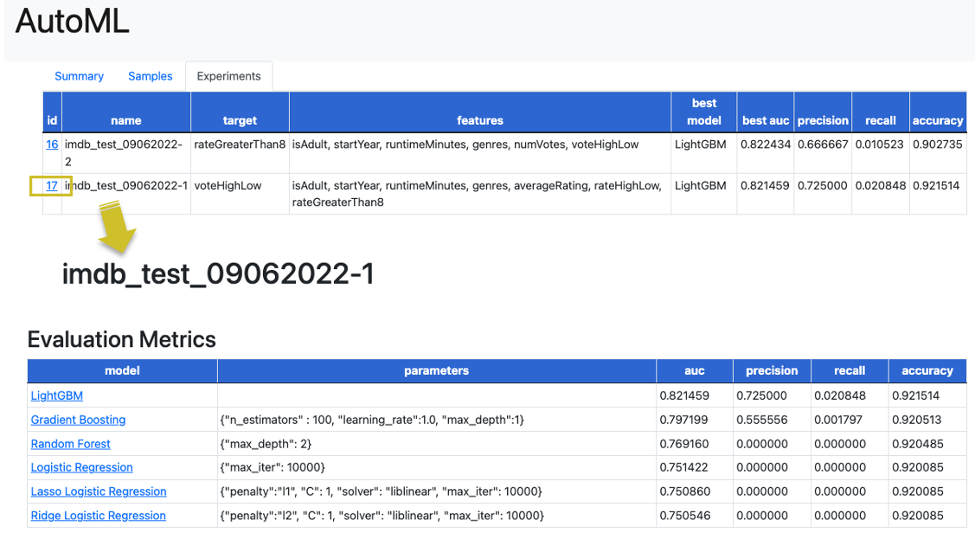 AutoML
Summary Samples Experiments
id name target features best model best auc precision recall accuracy
16 imdb_test_09062022-2 rateGreaterThan8 isAdult, startYear, runtimeMinutes, genres, numVotes, voteHighLow LightGBM 0.822434 0.666667 0.010523 0.902735
17 imdb_test_09062022-1 voteHighLow isAdult, startYear, runtimeMinutes, genres, averageRating, rateHighLow, rateGreaterThan8 LightGBM 0.821459 0.725000 0.020848 0.921514
imdb_test_09062022-1
Evaluation Metrics
model parameters auc precision recall accuracy
LightGBM 0.821459 0.725000 0.020848 0.921514
Gradient Boosting {"n_estimators" : 100, "learning_rate":1.0, "max_depth":1} 0.797199 0.555556 0.001797 0.920513
Random Forest {"max_depth": 2} 0.769160 0.000000 0.000000 0.920485
Logistic Regression {"max_iter": 10000} 0.751422 0.000000 0.000000 0.920085
Lasso Logistic Regression {"penalty":"l1", "C": 1, "solver": "liblinear", "max_iter": 10000} 0.750860 0.000000 0.000000 0.920085
Ridge Logistic Regression {"penalty":"l2", "C": 1, "solver": "liblinear", "max_iter": 10000} 0.750546 0.000000 0.000000 0.920085